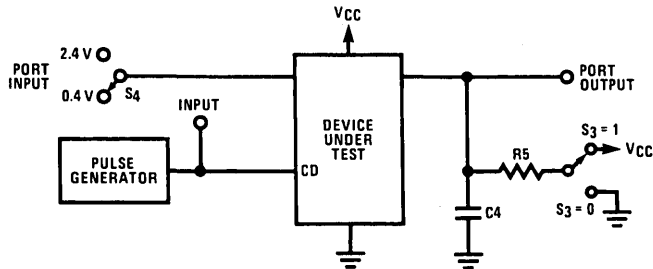 VCC
2.4 V
PORT
INPUT
0.4 V
S4
INPUT
PULSE
GENERATOR
CD
DEVICE
UNDER
TEST
PORT
OUTPUT
S3 = 1
VCC
R5
C4
S3 = 0